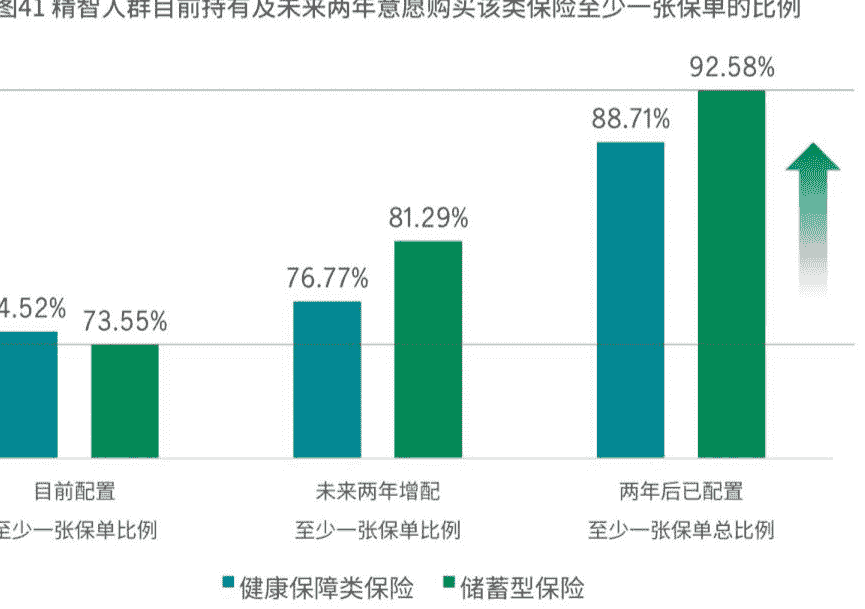 图41 精智人群目前持有及未来两年意愿购买该类保险至少一张保单的比例
92.58%
88.71%
81.29%
76.77%
4.52% 73.55%
目前配置 未来两年增配 两年后已配置
至少一张保单比例 至少一张保单比例 至少一张保单总比例
健康保障类保险 储蓄型保险